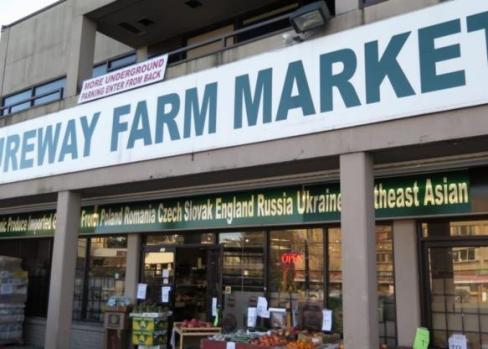 MORE UNDERGROUND
PARKING ENTER FROM BACK
UREWAY FARM MARKET
Produce Imported From Poland Romania Czech Slovak England Russia Ukraine theast Asian
OPEN